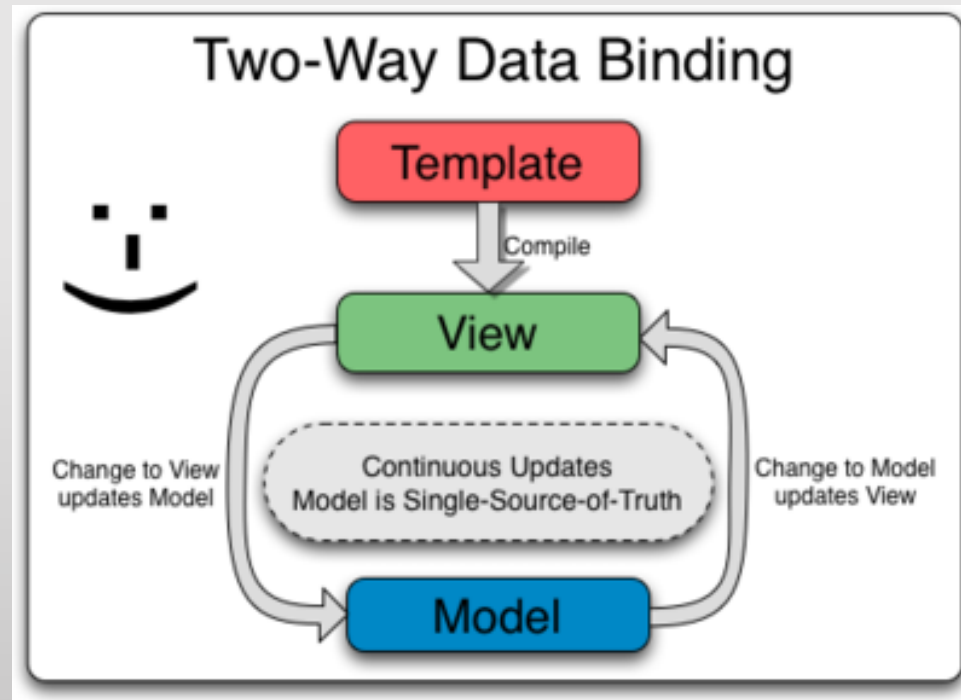 Two-Way Data Binding
Template
Compile
View
Change to View
updates Model
Continuous Updates
Model is Single-Source-of-Truth
Change to Model
updates View
Model